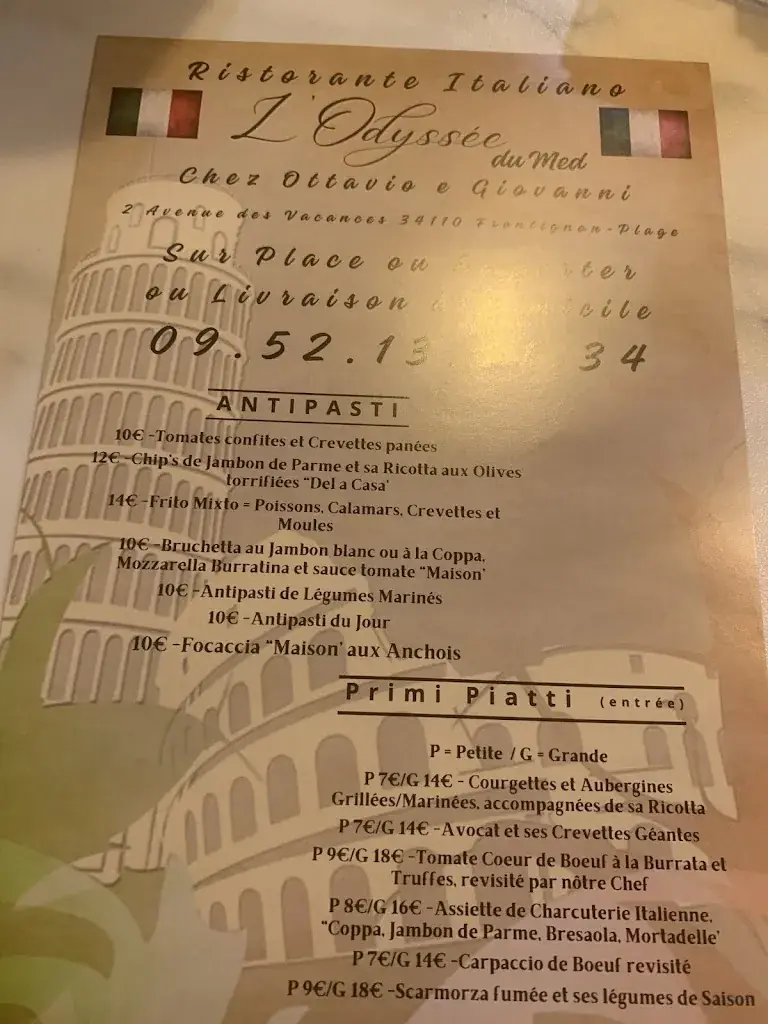 Ristorante Italiano
L'Odyssée
du Med
Chez Ottavio e Giovanni
2 Avenue des Vacances 34110 Frontignan-Plage
Sur Place ou
ou Livraison
09.52.13 34
ANTIPASTI
10€ -Tomates confites et Crevettes panées
12€ -Chip's de Jambon de Parme et sa Ricotta aux Olives
torrifiées "Del a Casa'
14€ -Frito Mixto = Poissons, Calamars, Crevettes et
Moules
10€ -Bruchetta au Jambon blanc ou à la Coppa,
Mozzarella Burratina et sauce tomate "Maison'
10€ -Antipasti de Légumes Marinés
10€ -Antipasti du Jour
10€ -Focaccia "Maison' aux Anchois
Primi Piatti (entrée)
P = Petite / G = Grande
P 7€/G 14€ - Courgettes et Aubergines
Grillées/Marinées, accompagnées de sa Ricotta
P 7€/G 14€ -Avocat et ses Crevettes Géantes
P 9€/G 18€ -Tomate Coeur de Boeuf à la Burrata et
Truffes, revisité par nôtre Chef
P 8€/G 16€ -Assiette de Charcuterie Italienne,
"Coppa, Jambon de Parme, Bresaola, Mortadelle'
P 7€/G 14€ -Carpaccio de Boeuf revisité
P 9€/G 18€ -Scarmorza fumée et ses légumes de Saison